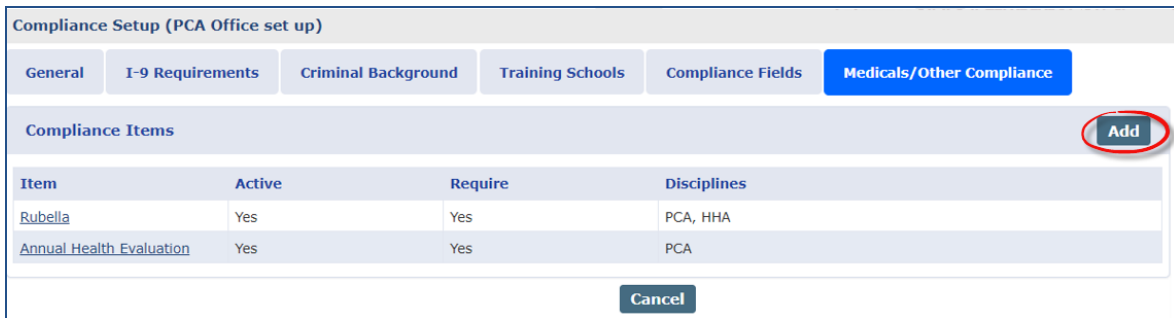 Compliance Setup (PCA Office set up)
General I-9 Requirements Criminal Background Training Schools Compliance Fields Medicals/Other Compliance
Compliance Items Add
Item Active Require Disciplines
Rubella Yes Yes PCA, HHA
Annual Health Evaluation Yes Yes PCA
Cancel